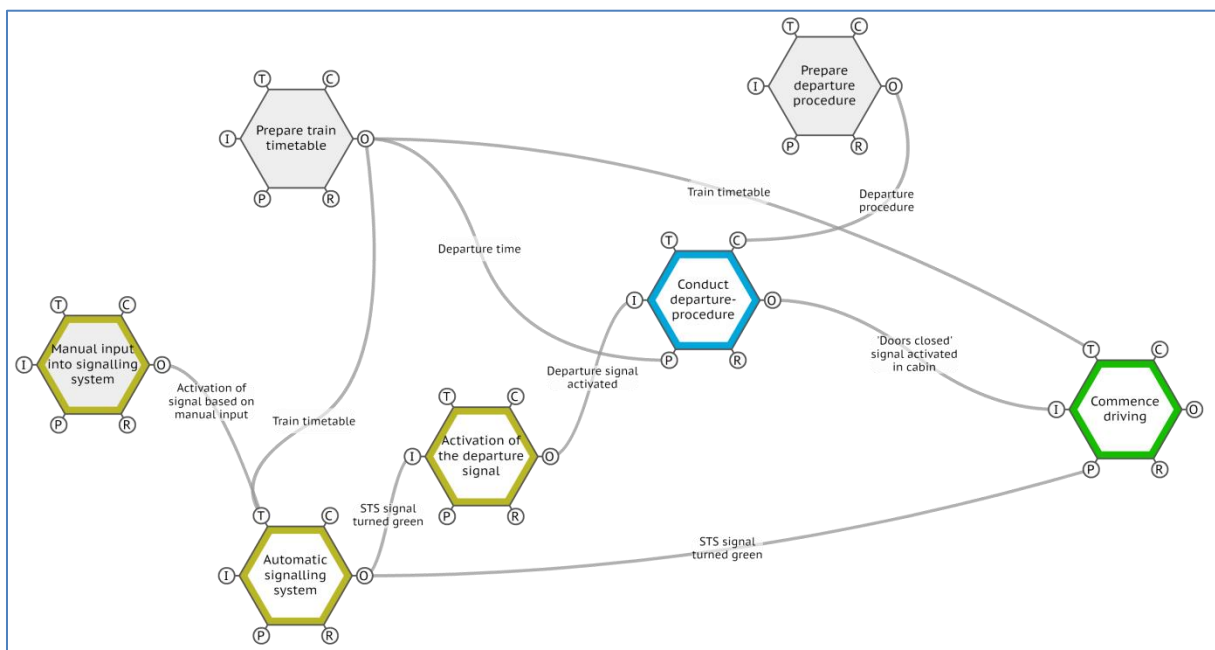 T
C
Prepare
departure
procedure
I
O
P
R
T
C
Prepare train
timetable
I
O
P
R
Train timetable
Departure
procedure
Departure time
T
C
Conduct
departure-
procedure
I
O
P
R
'Doors closed'
signal activated
in cabin
T
C
Manual input
into signalling
system
I
O
P
R
Activation of
signal based on
manual input
Train timetable
Departure signal
activated
T
C
Commence
driving
I
O
P
R
T
C
Activation of
the departure
signal
I
O
P
R
STS signal
turned green
STS signal
turned green
T
C
Automatic
signalling
system
I
O
P
R